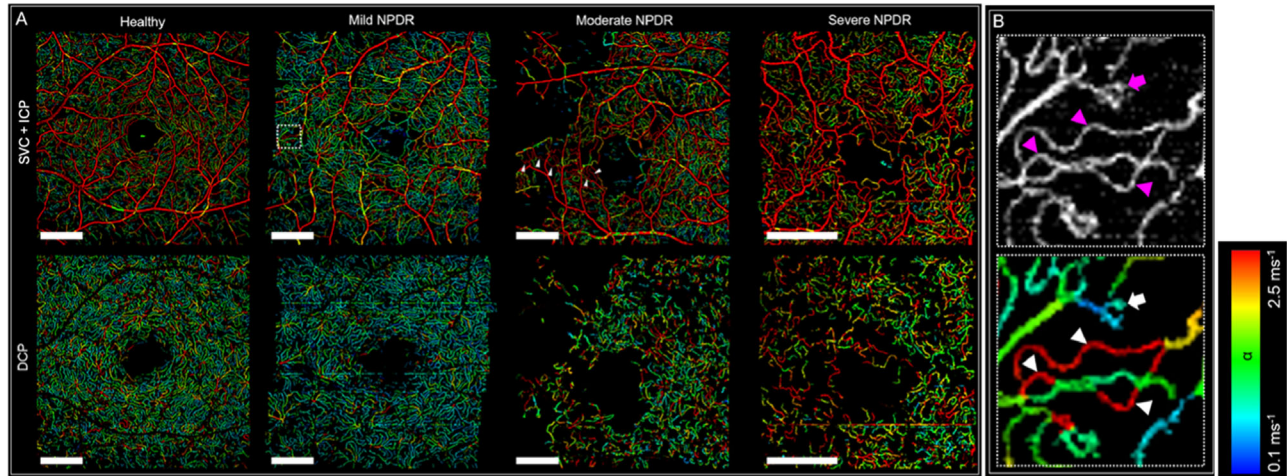 A
Healthy
Mild NPDR
Moderate NPDR
Severe NPDR
B
SVC + ICP
DCP
2.5 ms-1
α
0.1 ms-1